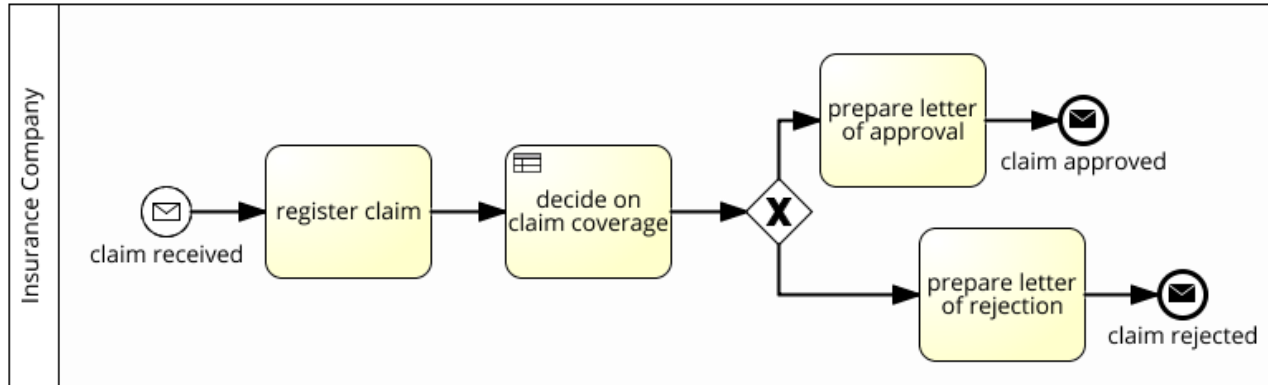 Insurance Company
claim received
register claim
decide on
claim coverage
X
prepare letter
of approval
claim approved
prepare letter
of rejection
claim rejected